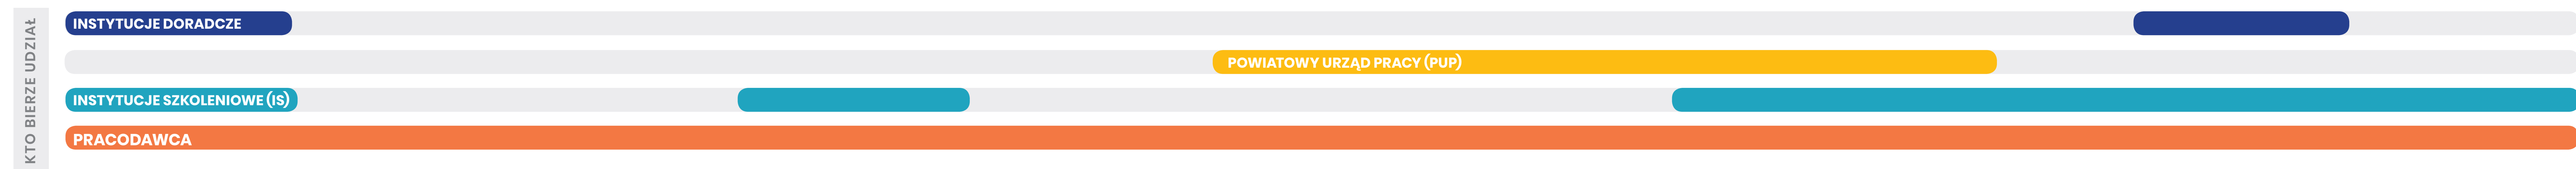 KTO BIERZE UDZIAŁ
INSTYTUCJE DORADCZE
POWIATOWY URZĄD PRACY (PUP)
INSTYTUCJE SZKOLENIOWE (IS)
PRACODAWCA